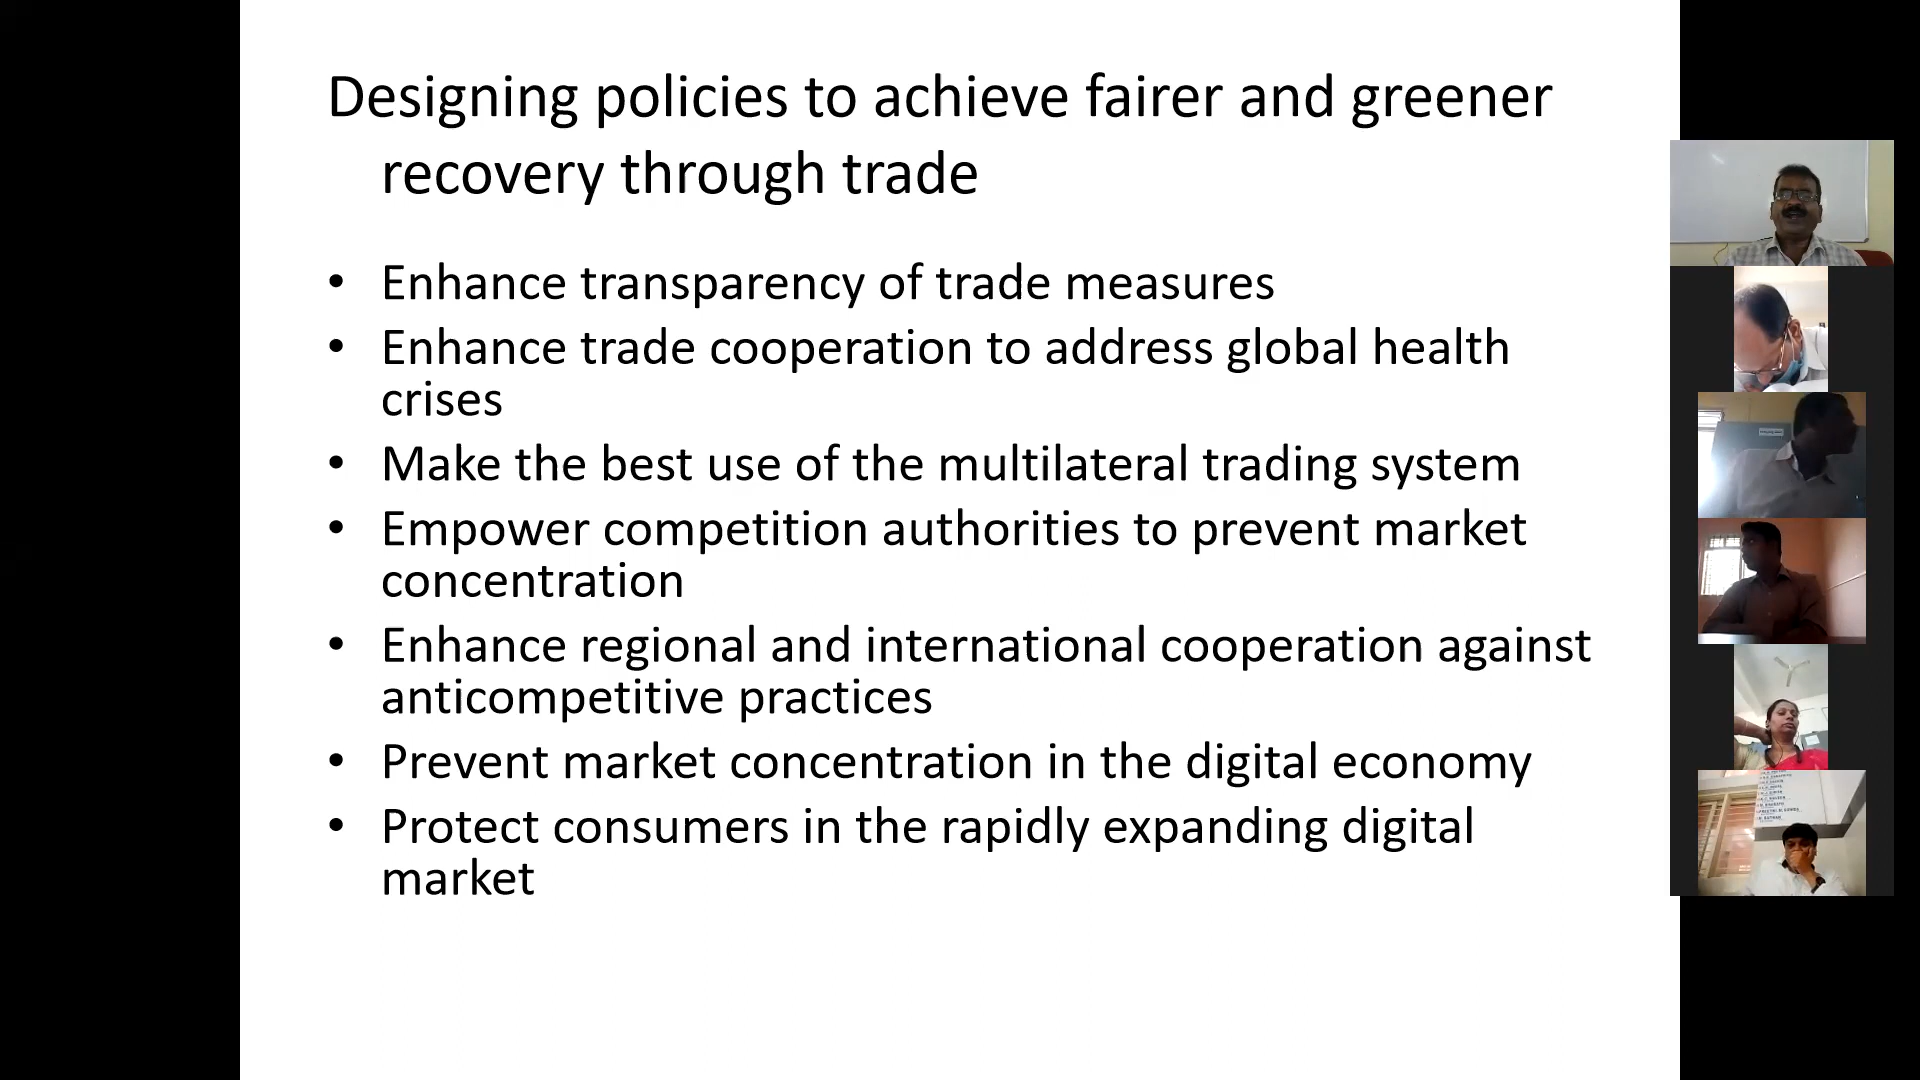 Designing policies to achieve fairer and greener
recovery through trade
• Enhance transparency of trade measures
• Enhance trade cooperation to address global health
crises
• Make the best use of the multilateral trading system
• Empower competition authorities to prevent market
concentration
• Enhance regional and international cooperation against
anticompetitive practices
• Prevent market concentration in the digital economy
• Protect consumers in the rapidly expanding digital
market